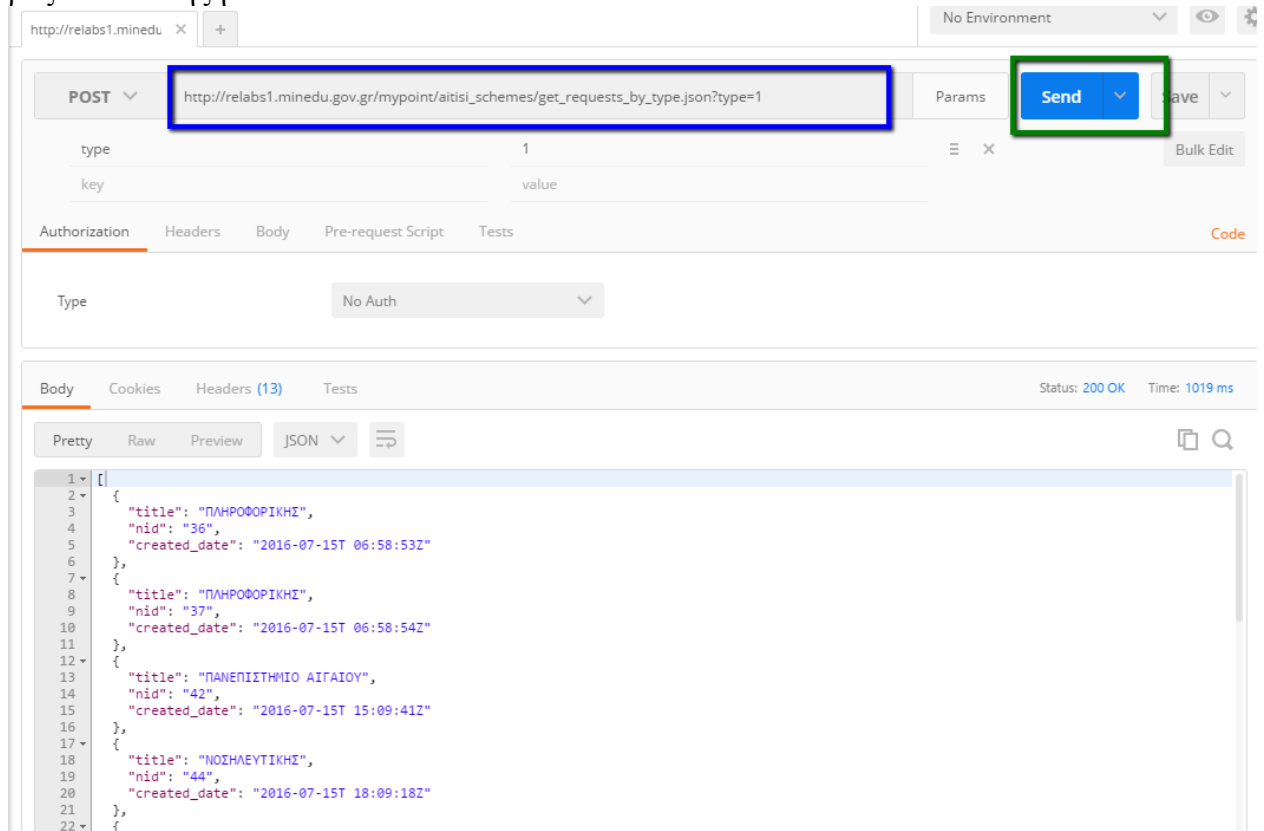 http://relabs1.minedu × +
No Environment
POST http://relabs1.minedu.gov.gr/mypoint/aitisi_schemes/get_requests_by_type.json?type=1 Params Send ave
type 1 Bulk Edit
key value
Authorization Headers Body Pre-request Script Tests Code
Type No Auth
Body Cookies Headers (13) Tests Status: 200 OK Time: 1019 ms
Pretty Raw Preview JSON
1 [
2 {
3 "title": "ΠΛΗΡΟΦΟΡΙΚΗΣ",
4 "nid": "36",
5 "created_date": "2016-07-15T 06:58:53Z"
6 },
7 {
8 "title": "ΠΛΗΡΟΦΟΡΙΚΗΣ",
9 "nid": "37",
10 "created_date": "2016-07-15T 06:58:54Z"
11 },
12 {
13 "title": "ΠΑΝΕΠΙΣΤΗΜΙΟ ΑΙΓΑΙΟΥ",
14 "nid": "42",
15 "created_date": "2016-07-15T 15:09:41Z"
16 },
17 {
18 "title": "ΝΟΣΗΛΕΥΤΙΚΗΣ",
19 "nid": "44",
20 "created_date": "2016-07-15T 18:09:18Z"
21 },
22 {